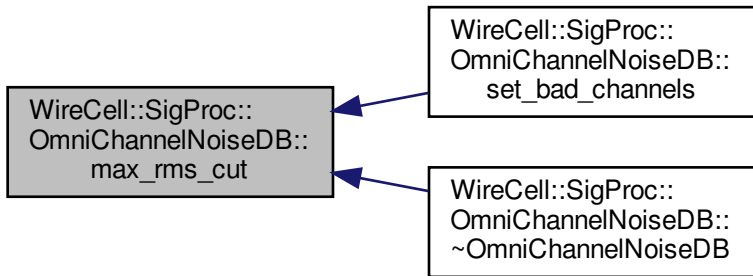 WireCell::SigProc::
OmniChannelNoiseDB::
max_rms_cut
WireCell::SigProc::
OmniChannelNoiseDB::
set_bad_channels
WireCell::SigProc::
OmniChannelNoiseDB::
~OmniChannelNoiseDB